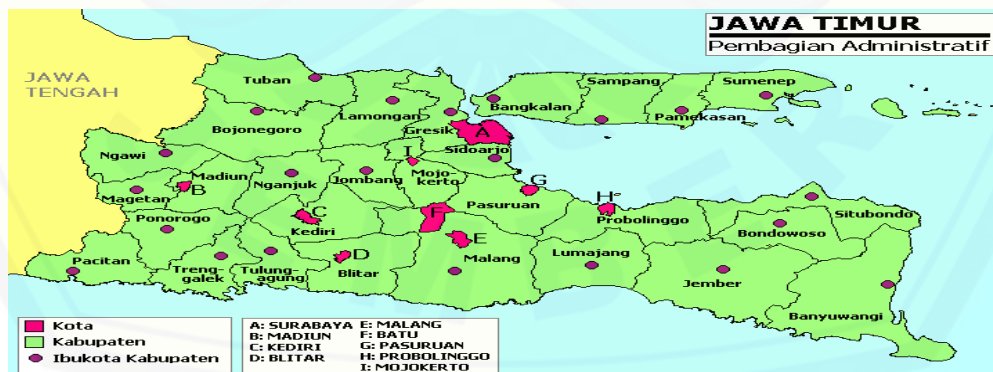 JAWA TIMUR
Pembagian Administratif
JAWA
TENGAH
Tuban
Lamongan
Bojonegoro
Gresik
A
Bangkalan
Sampang
Pamekasan
Sumenep
Sidoarjo
Ngawi
Madiun
B
Magetan
Nganjuk
Jombang
I
Mojo-
kerto
Ponorogo
C
Kediri
F
E
Malang
Pasuruan
G
H
Probolinggo
Situbondo
Bondowoso
Pacitan
Treng-
galek
Tulung-
agung
D
Blitar
Lumajang
Jember
Banyuwangi
Kota
Kabupaten
Ibukota Kabupaten
A: SURABAYA E: MALANG
B: MADIUN F: BATU
C: KEDIRI G: PASURUAN
D: BLITAR H: PROBOLINGGO
I: MOJOKERTO